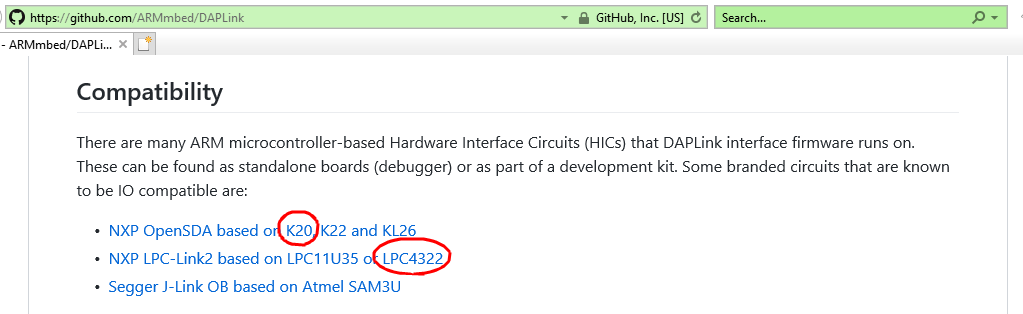 https://github.com/ARMmbed/DAPLink
GitHub, Inc. [US]
Search...
- ARMmbed/DAPLi...
Compatibility
There are many ARM microcontroller-based Hardware Interface Circuits (HICs) that DAPLink interface firmware runs on.
These can be found as standalone boards (debugger) or as part of a development kit. Some branded circuits that are known
to be IO compatible are:
• NXP OpenSDA based on K20, K22 and KL26
• NXP LPC-Link2 based on LPC11U35 or LPC4322
• Segger J-Link OB based on Atmel SAM3U